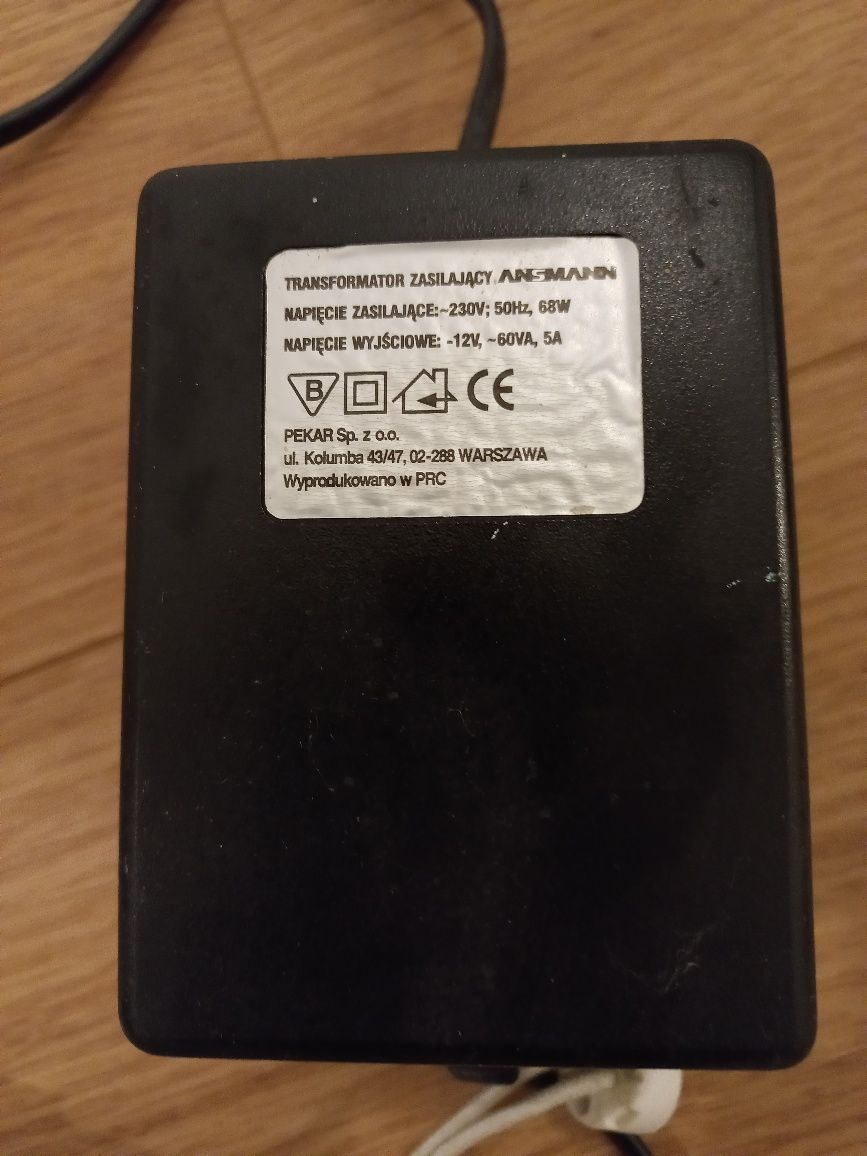 TRANSFORMATOR ZASILAJĄCY ANSMANN
NAPIĘCIE ZASILAJĄCE:~230V; 50Hz, 68W
NAPIĘCIE WYJŚCIOWE: -12V, ~60VA, 5A
B CE
PEKAR Sp. z o.o.
ul. Kolumba 43/47, 02-288 WARSZAWA
Wyprodukowano w PRC